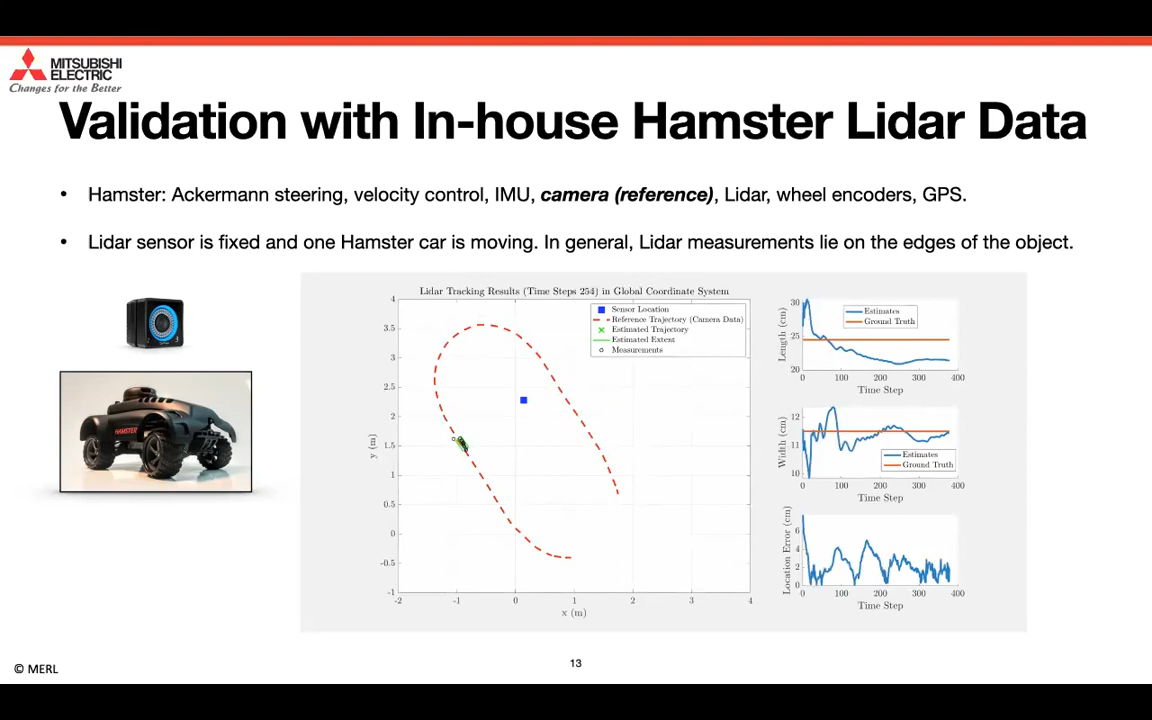 MITSUBISHI
ELECTRIC
Changes for the Better
Validation with In-house Hamster Lidar Data
• Hamster: Ackermann steering, velocity control, IMU, camera (reference), Lidar, wheel encoders, GPS.
• Lidar sensor is fixed and one Hamster car is moving. In general, Lidar measurements lie on the edges of the object.
HAMSTER
Lidar Tracking Results (Time Steps 254) in Global Coordinate System
Sensor Location
Reference Trajectory (Camera Data)
Estimated Trajectory
Estimated Extent
Measurements
4
3.5
3
2.5
2
1.5
1
0.5
0
-0.5
-1
y (m)
-2 -1 0 1 2 3 4
x (m)
Length (cm)
30
25
20
Estimates
Ground Truth
0 100 200 300 400
Time Step
Width (cm)
12
11
10
Estimates
Ground Truth
0 100 200 300 400
Time Step
Location Error (cm)
6
4
2
0
0 100 200 300 400
Time Step
13
© MERL